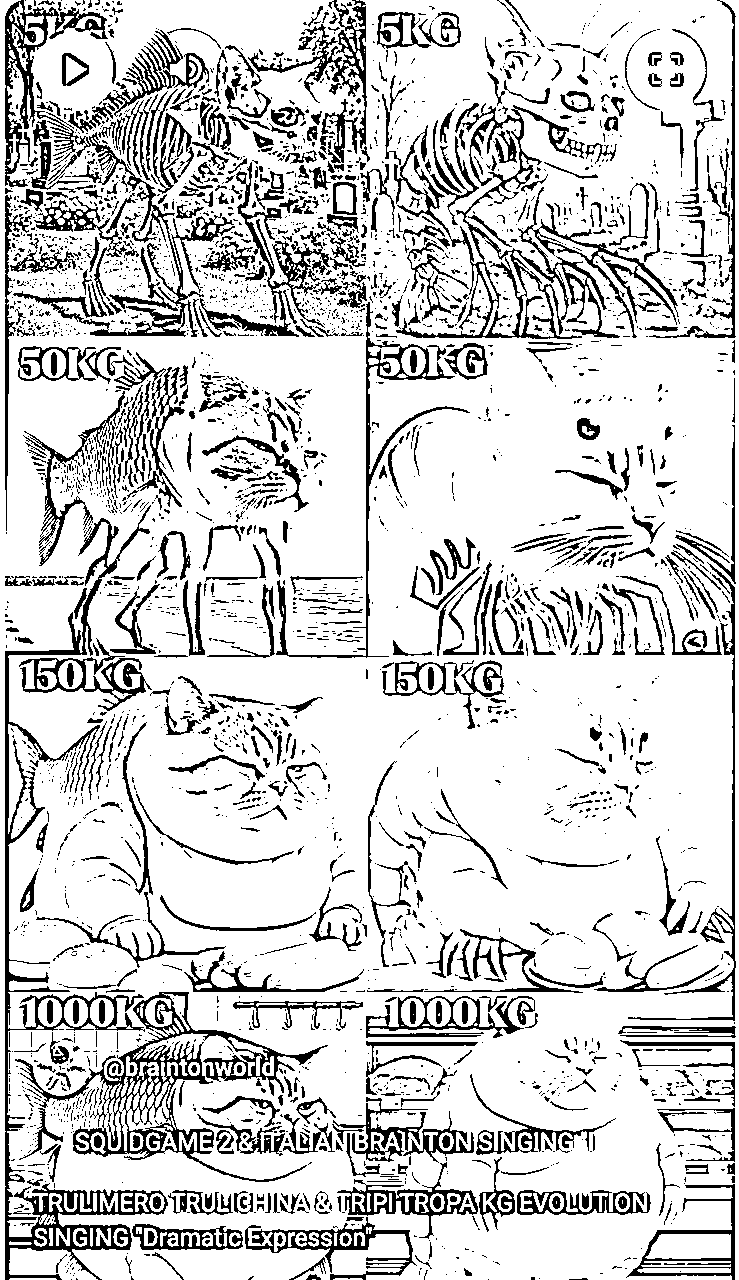 5KG 5KG
50KG 50KG
150KG 150KG
1000KG 1000KG
@braintonworld
SQUIDGAME 2 & ITALIAN BRAINTON SINGING
TRULIMERO TRULICHINA & TRIPI TROPA KG EVOLUTION
SINGING "Dramatic Expression"